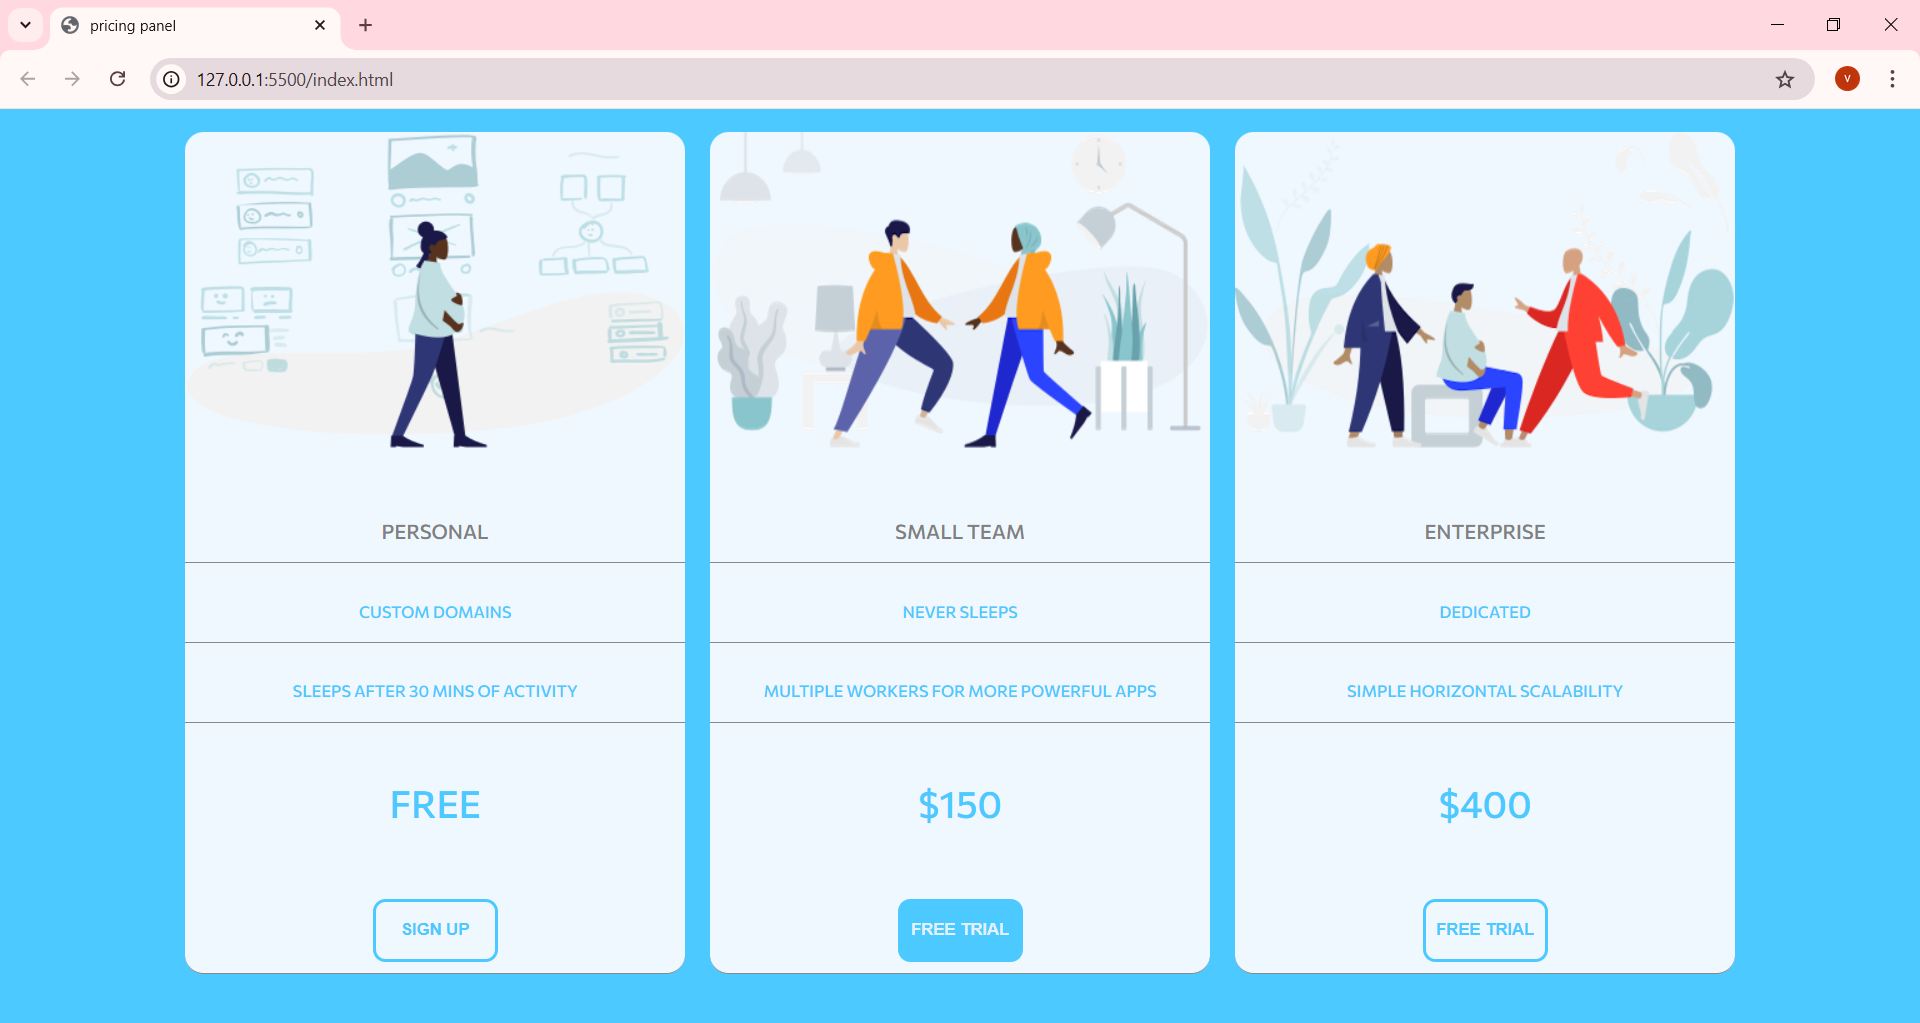 pricing panel
127.0.0.1:5500/index.html
V
PERSONAL
CUSTOM DOMAINS
SLEEPS AFTER 30 MINS OF ACTIVITY
FREE
SIGN UP
SMALL TEAM
NEVER SLEEPS
MULTIPLE WORKERS FOR MORE POWERFUL APPS
$150
FREE TRIAL
ENTERPRISE
DEDICATED
SIMPLE HORIZONTAL SCALABILITY
$400
FREE TRIAL